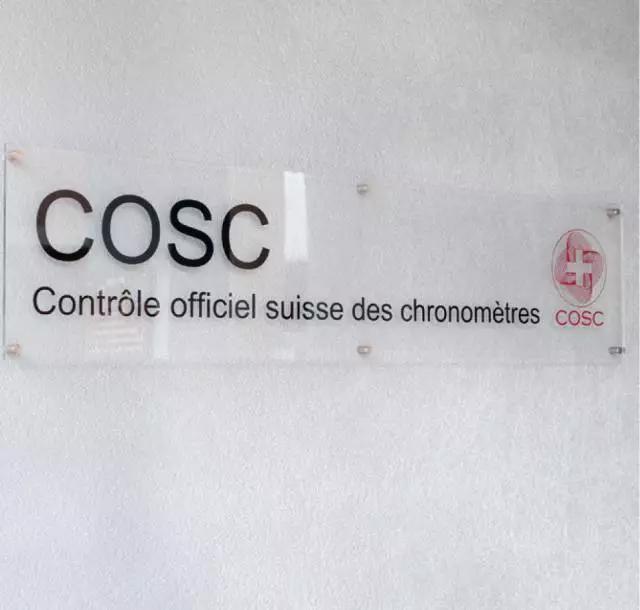 COSC
Contrôle officiel suisse des chronomètres
COSC